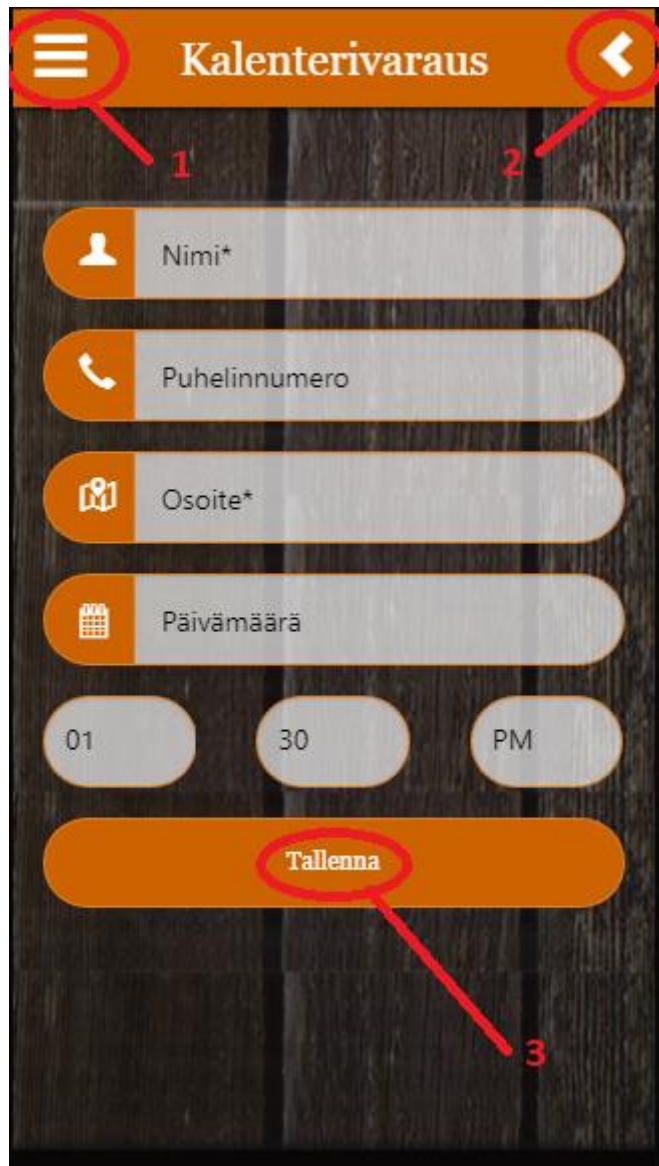 Kalenterivaraus
1
2
Nimi*
Puhelinnumero
Osoite*
Päivämäärä
01 30 PM
Tallenna
3